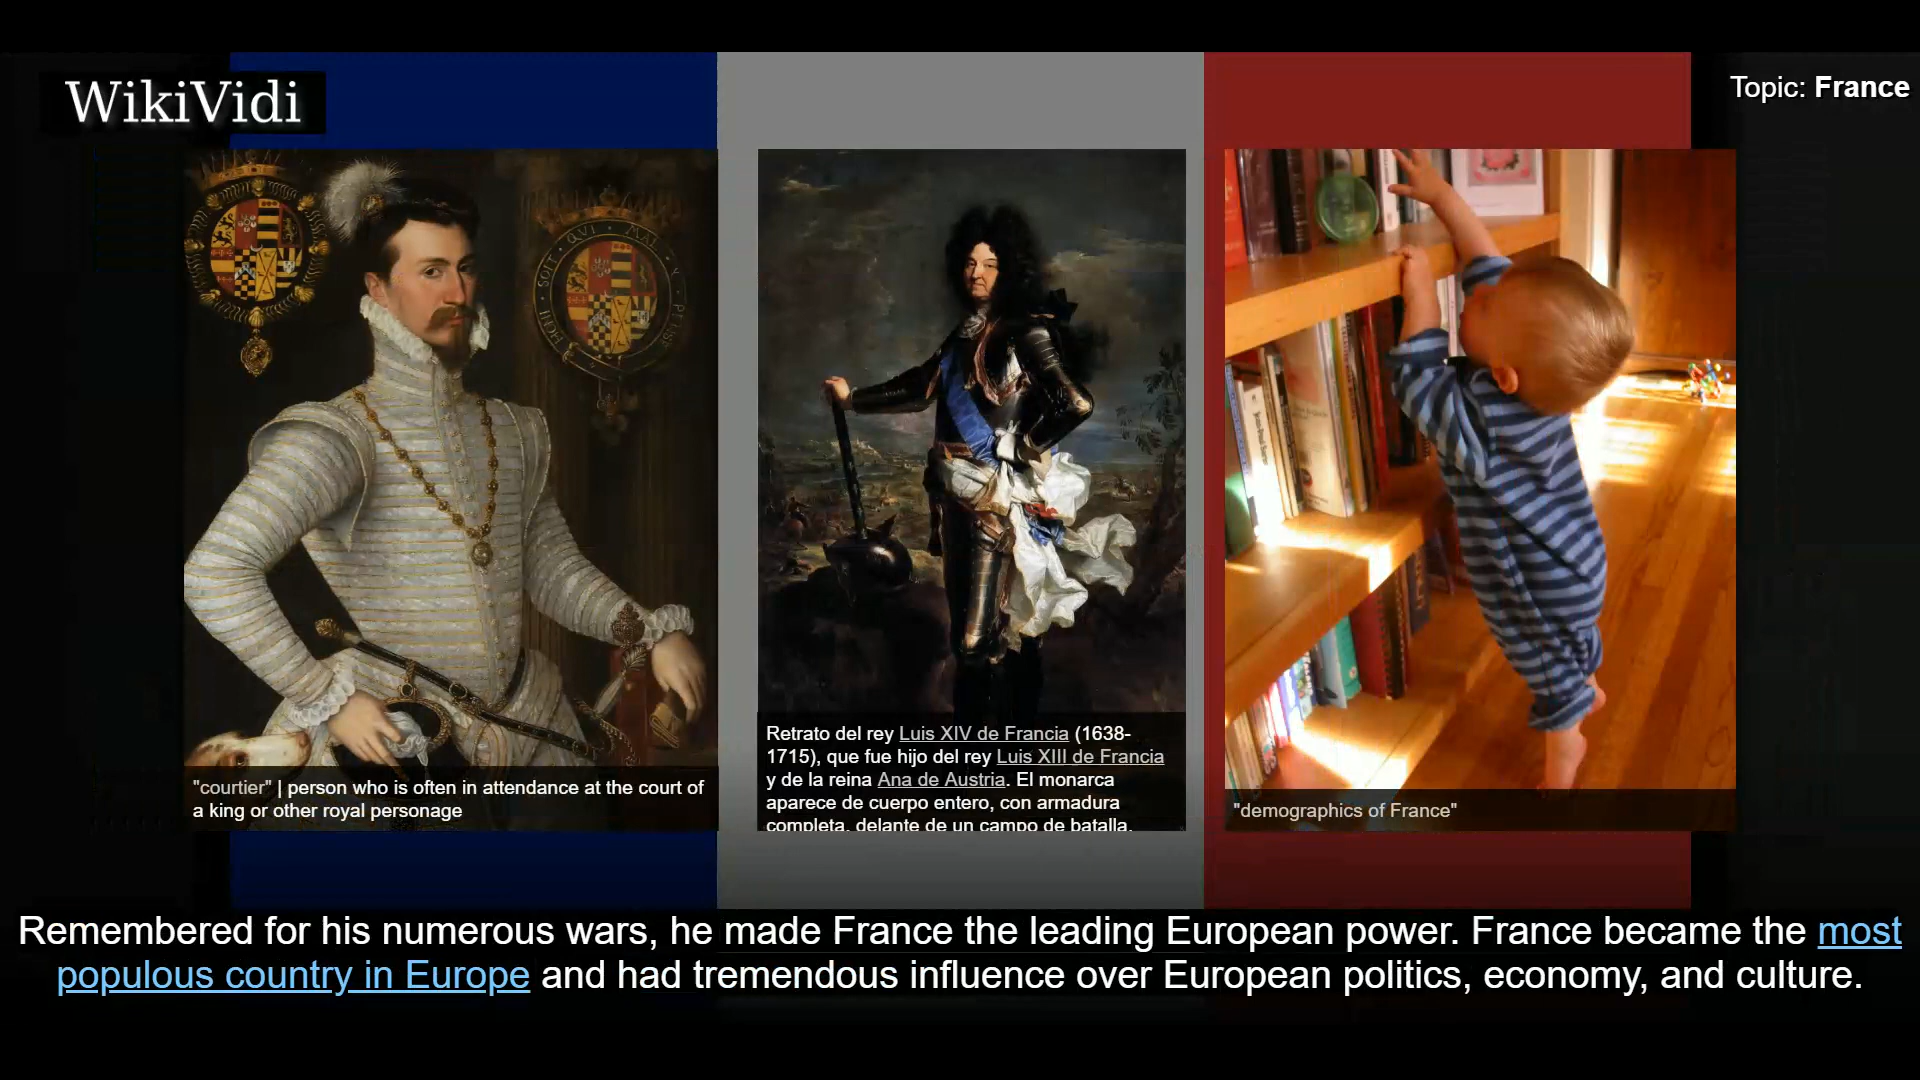 WikiVidi
Topic: France
"courtier" | person who is often in attendance at the court of
a king or other royal personage
Retrato del rey Luis XIV de Francia (1638-
1715), que fue hijo del rey Luis XIII de Francia
y de la reina Ana de Austria. El monarca
aparece de cuerpo entero, con armadura
completa, delante de un campo de batalla.
"demographics of France"
Remembered for his numerous wars, he made France the leading European power. France became the most
populous country in Europe and had tremendous influence over European politics, economy, and culture.